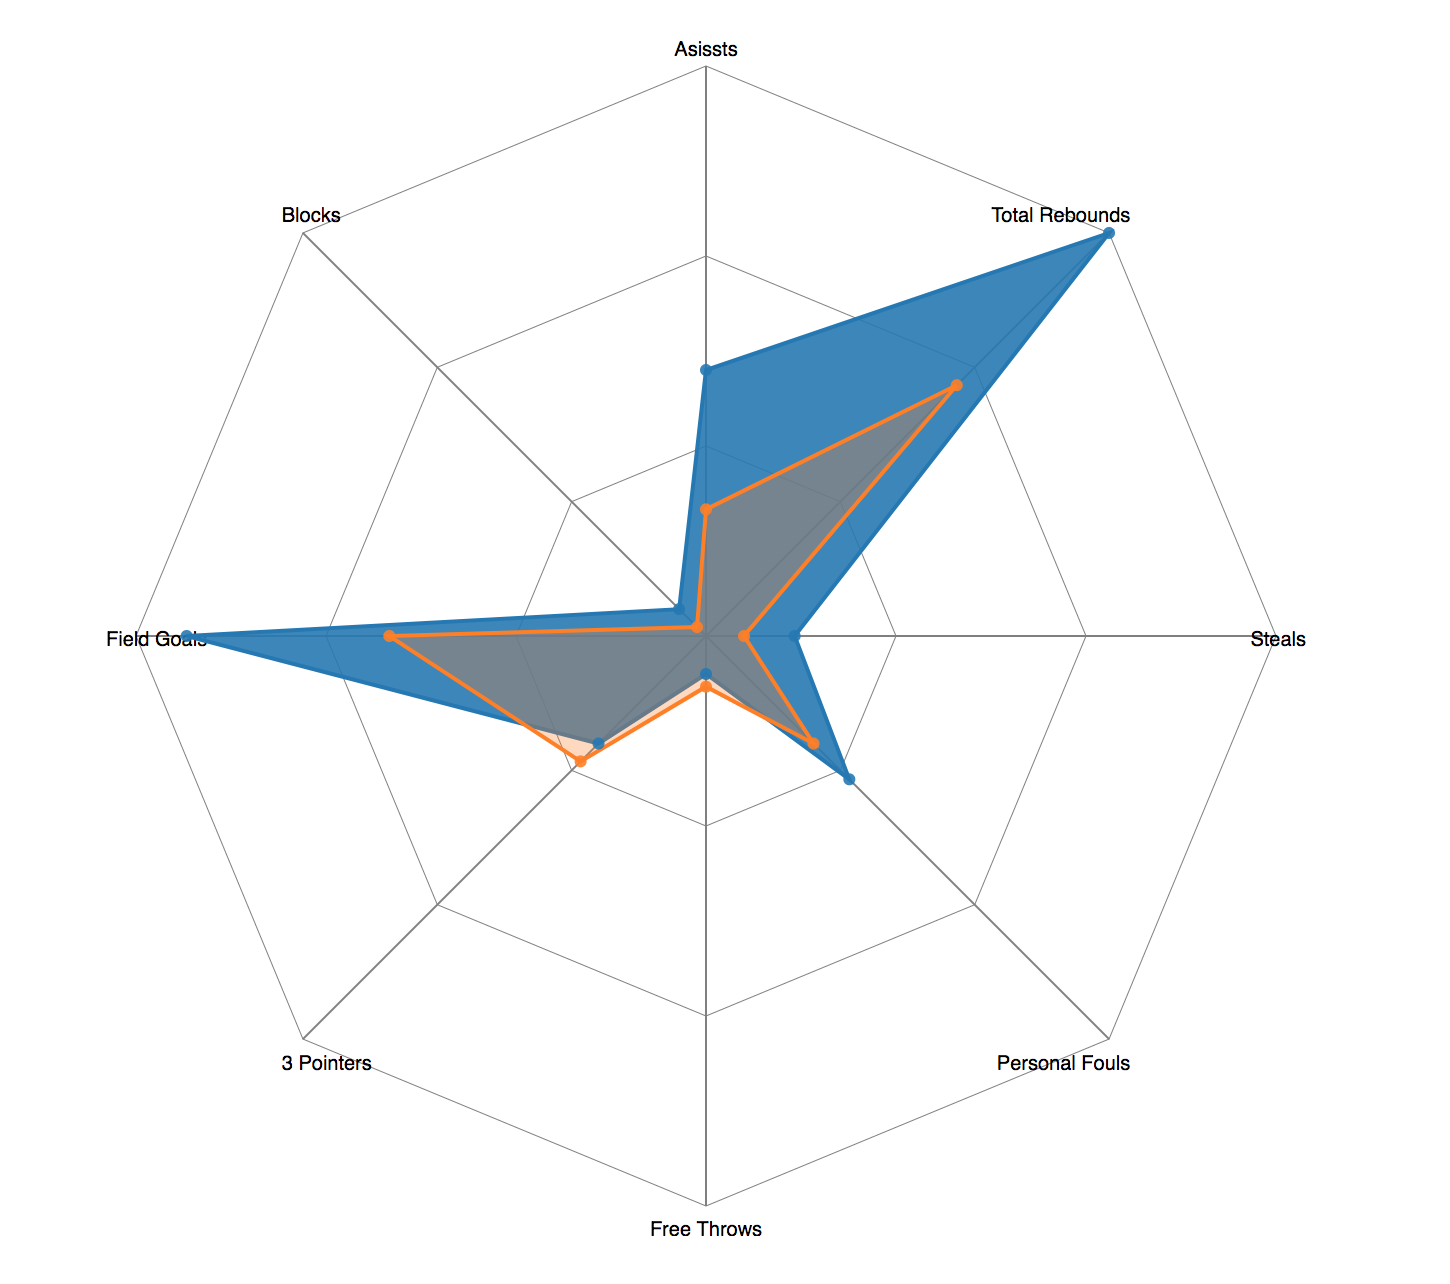 Asissts
Blocks
Total Rebounds
Field Goals
Steals
3 Pointers
Personal Fouls
Free Throws